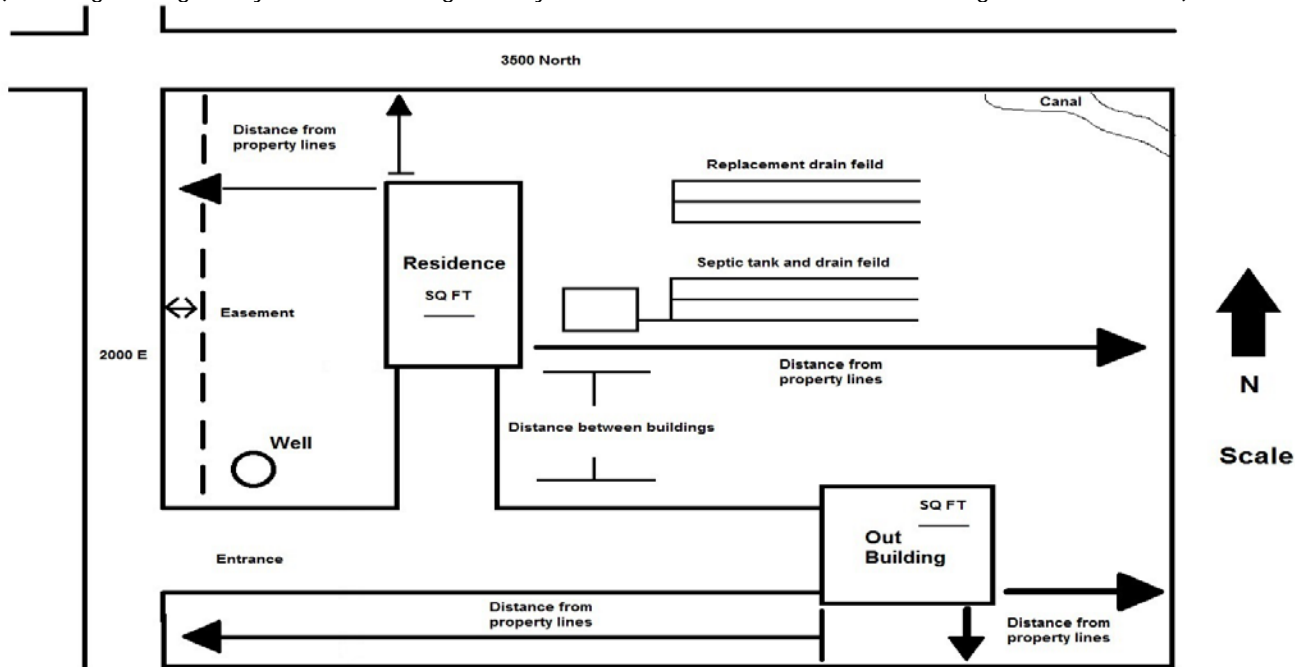 3500 North
Canal
Distance from
property lines
Replacement drain feild
Residence
SQ FT
Septic tank and drain feild
Easement
2000 E
Distance from
property lines
N
Distance between buildings
Well
Scale
SQ FT
Out
Building
Entrance
Distance from
property lines
Distance from
property lines